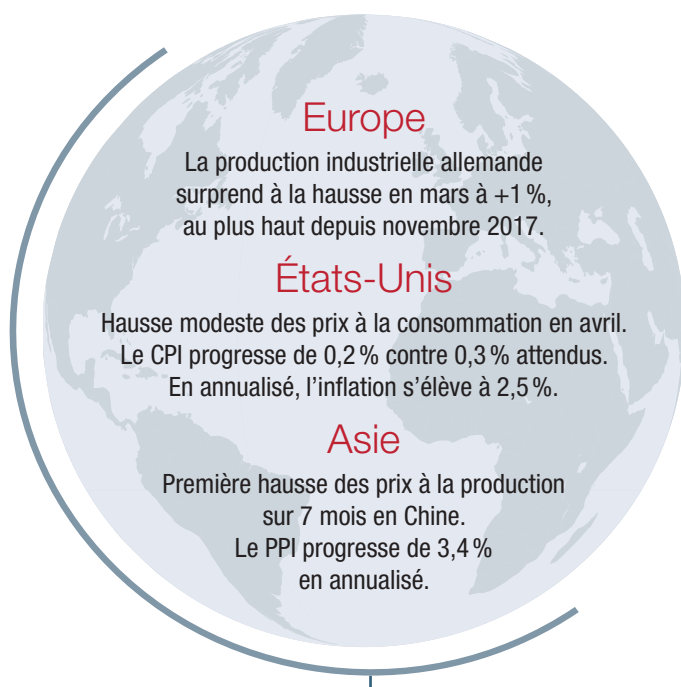 Europe
La production industrielle allemande
surprend à la hausse en mars à +1 %,
au plus haut depuis novembre 2017.
États-Unis
Hausse modeste des prix à la consommation en avril.
Le CPI progresse de 0,2 % contre 0,3 % attendus.
En annualisé, l’inflation s’élève à 2,5 %.
Asie
Première hausse des prix à la production
sur 7 mois en Chine.
Le PPI progresse de 3,4 %
en annualisé.